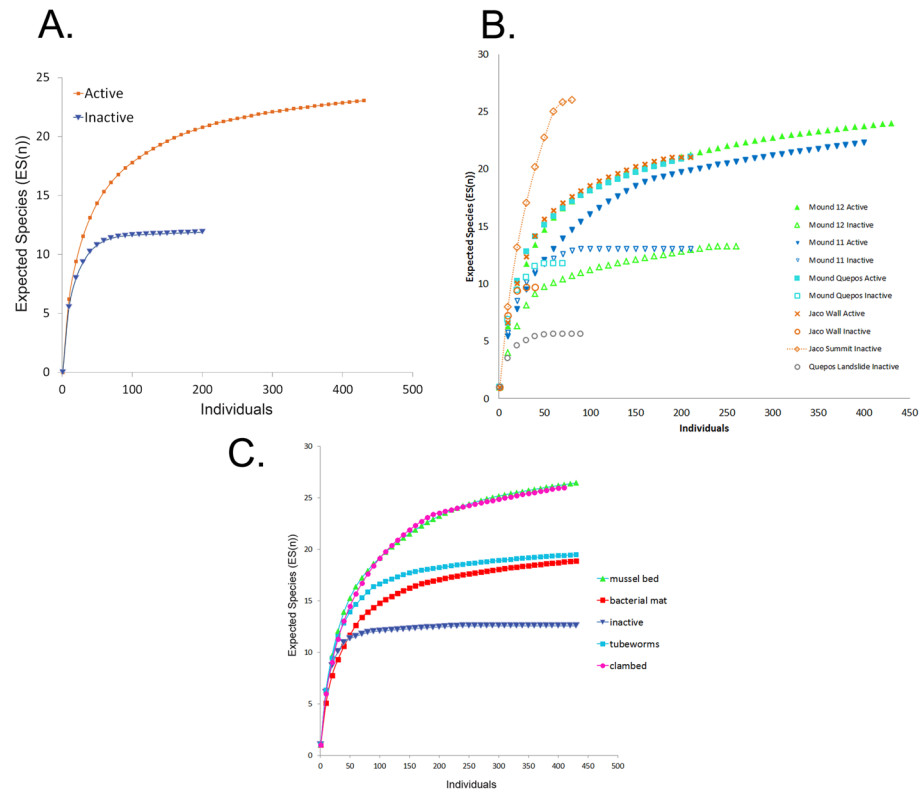 A.
25
20
15
10
5
0
Expected Species (ES(n))
Active
Inactive
0
100
200
300
400
500
Individuals
B.
30
25
20
15
10
5
0
Expected Species (ES(n))
Mound 12 Active
Mound 12 Inactive
Mound 11 Active
Mound 11 Inactive
Mound Quepos Active
Mound Quepos Inactive
Jaco Wall Active
Jaco Wall Inactive
Jaco Summit Inactive
Quepos Landslide Inactive
0
50
100
150
200
250
300
350
400
450
Individuals
C.
30
25
20
15
10
5
0
Expected Species (ES(n))
mussel bed
bacterial mat
inactive
tubeworms
clambed
0
50
100
150
200
250
300
350
400
450
500
Individuals